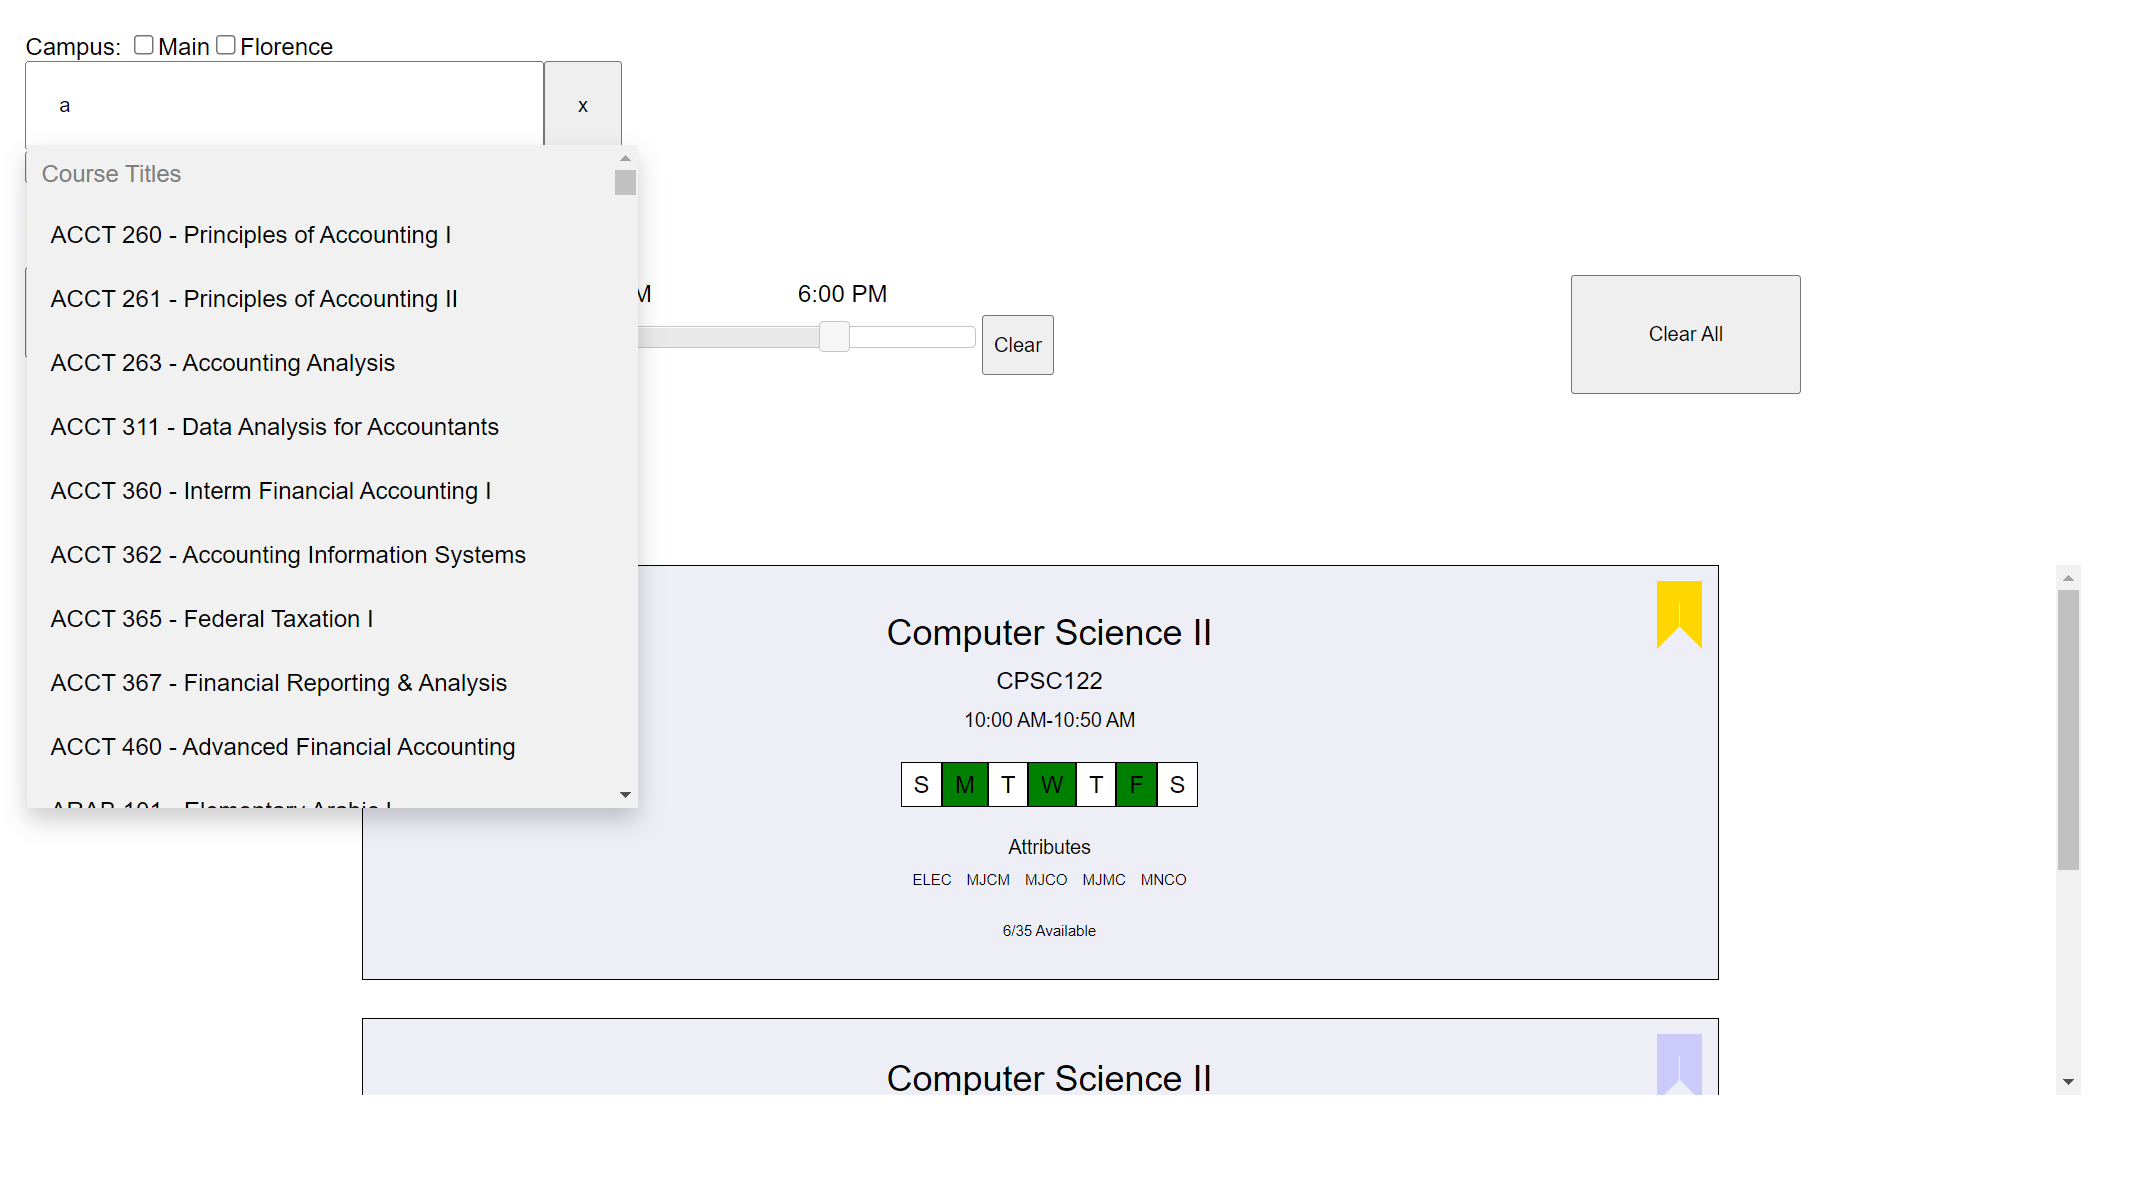 Campus: Main Florence
a x
Course Titles
ACCT 260 - Principles of Accounting I
ACCT 261 - Principles of Accounting II
ACCT 263 - Accounting Analysis
ACCT 311 - Data Analysis for Accountants
ACCT 360 - Interm Financial Accounting I
ACCT 362 - Accounting Information Systems
ACCT 365 - Federal Taxation I
ACCT 367 - Financial Reporting & Analysis
ACCT 460 - Advanced Financial Accounting
ARAB 101 - Elementary Arabic I
M 6:00 PM
Clear
Clear All
Computer Science II
CPSC122
10:00 AM-10:50 AM
S M T W T F S
Attributes
ELEC MJCM MJCO MJMC MNCO
6/35 Available
Computer Science II